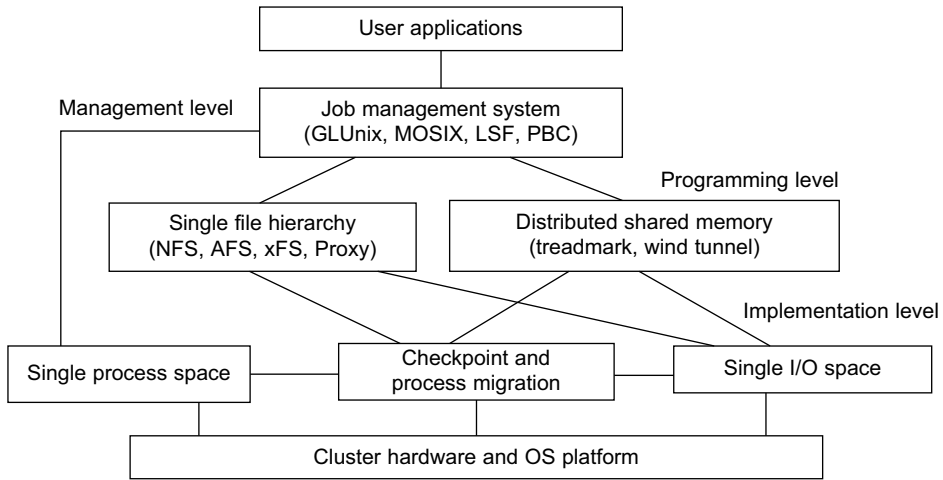 User applications
Management level
Job management system
(GLUnix, MOSIX, LSF, PBC)
Programming level
Single file hierarchy
(NFS, AFS, xFS, Proxy)
Distributed shared memory
(treadmark, wind tunnel)
Implementation level
Single process space
Checkpoint and
process migration
Single I/O space
Cluster hardware and OS platform